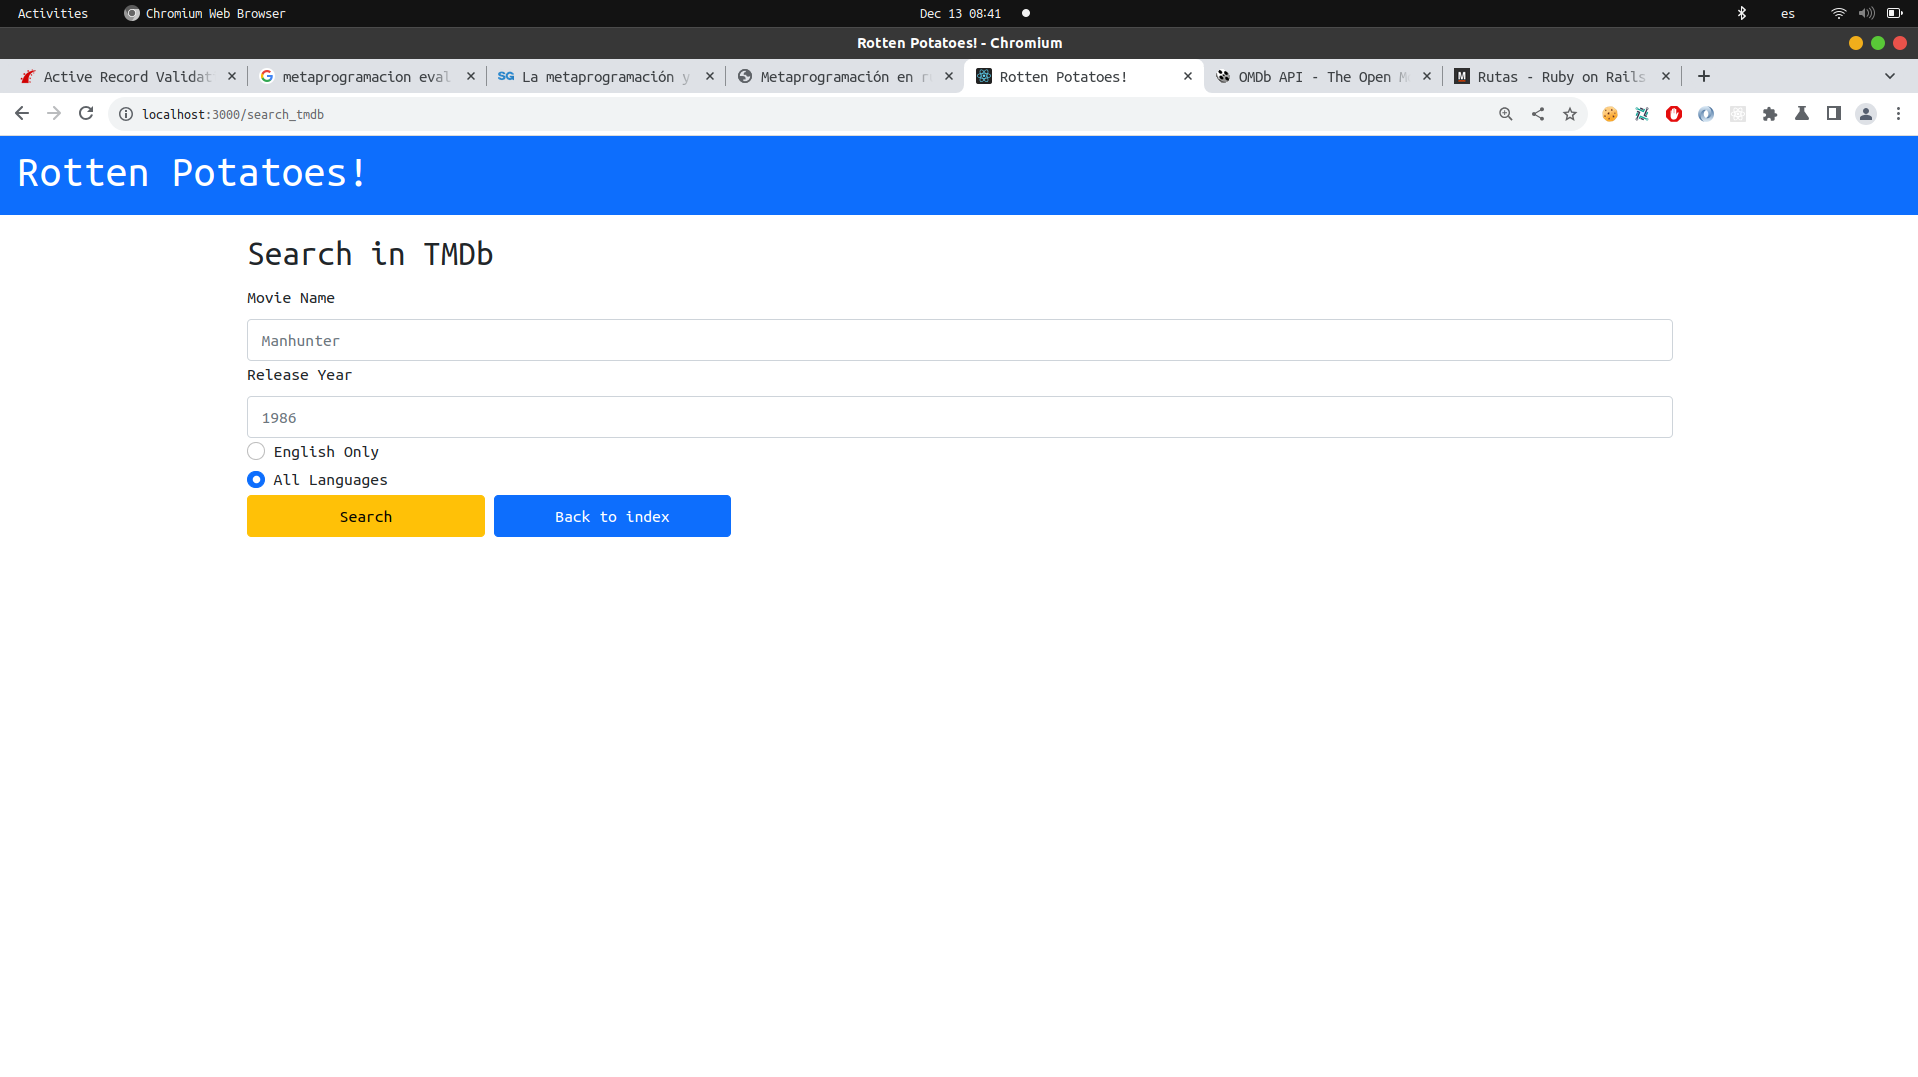 Activities Chromium Web Browser Dec 13 08:41 es
Rotten Potatoes! - Chromium
Active Record Validat metaprogramacion eval SG La metaprogramación y Metaprogramación en r Rotten Potatoes! OMDb API - The Open M M Rutas - Ruby on Rails
localhost:3000/search_tmdb
Rotten Potatoes!
Search in TMDb
Movie Name
Manhunter
Release Year
1986
English Only
All Languages
Search Back to index